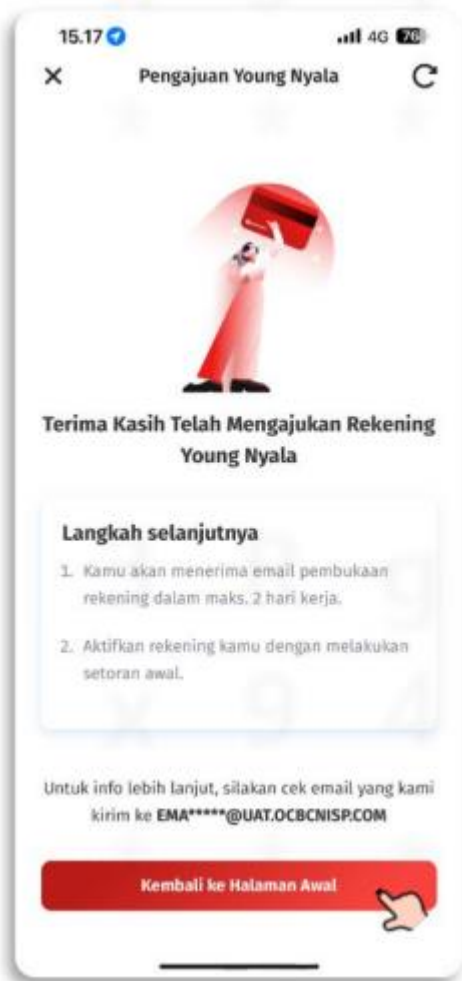 15.17
4G 76
Pengajuan Young Nyala
Terima Kasih Telah Mengajukan Rekening
Young Nyala
Langkah selanjutnya
1. Kamu akan menerima email pembukaan
rekening dalam maks. 2 hari kerja.
2. Aktifkan rekening kamu dengan melakukan
setoran awal.
Untuk info lebih lanjut, silakan cek email yang kami
kirim ke EMA*****@UAT.OCBCNISP.COM
Kembali ke Halaman Awal